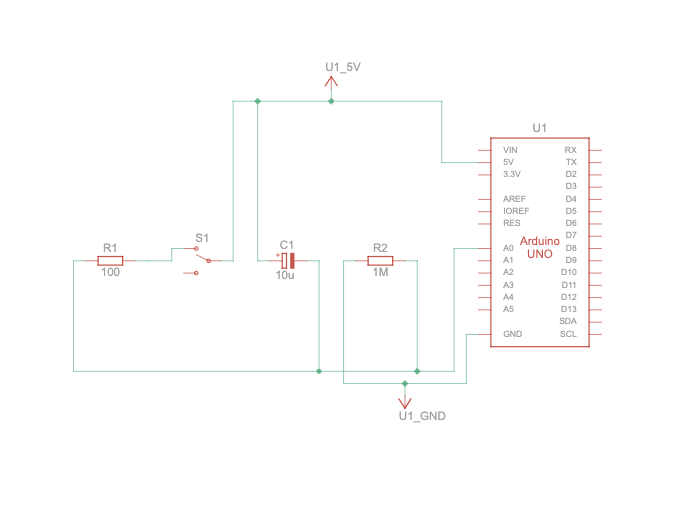 U1_5V
U1
VIN RX
5V TX
3.3V D2
D3
AREF D4
IOREF D5
RES D6
D7
Arduino
UNO
A0 D8
A1 D9
A2 D10
A3 D11
A4 D12
A5 D13
SDA
GND SCL
S1
R1
100
C1
+
10u
R2
1M
U1_GND